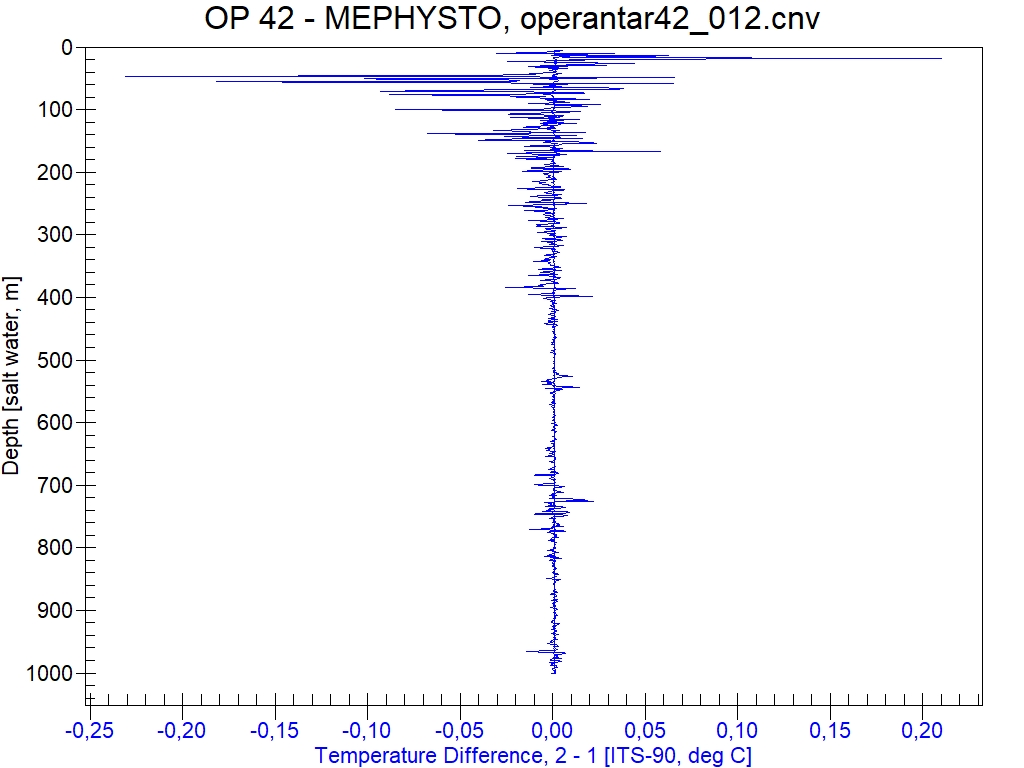 OP 42 - MEPHYSTO, operantar42_012.cnv
0
100
200
300
400
500
600
700
800
900
1000
Depth [salt water, m]
-0,25 -0,20 -0,15 -0,10 -0,05 0,00 0,05 0,10 0,15 0,20
Temperature Difference, 2 - 1 [ITS-90, deg C]